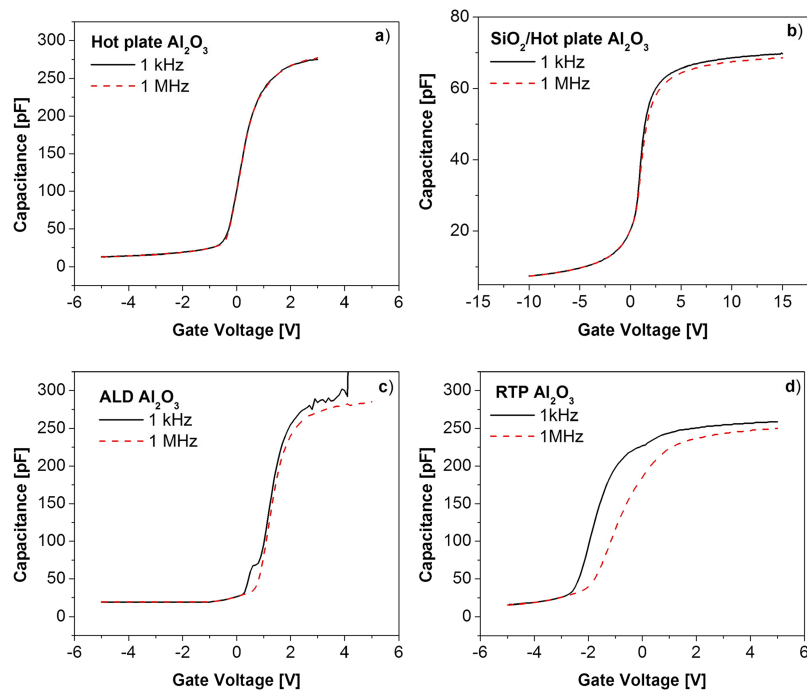 a)
Hot plate Al2O3
1 kHz
1 MHz
Capacitance [pF]
300
250
200
150
100
50
0
-6 -4 -2 0 2 4 6
Gate Voltage [V]
b)
SiO2/Hot plate Al2O3
1 kHz
1 MHz
Capacitance [pF]
80
60
40
20
-15 -10 -5 0 5 10 15
Gate Voltage [V]
c)
ALD Al2O3
1 kHz
1 MHz
Capacitance [pF]
300
250
200
150
100
50
0
-6 -4 -2 0 2 4 6
Gate Voltage [V]
d)
RTP Al2O3
1kHz
1MHz
Capacitance [pF]
300
250
200
150
100
50
0
-6 -4 -2 0 2 4 6
Gate Voltage [V]